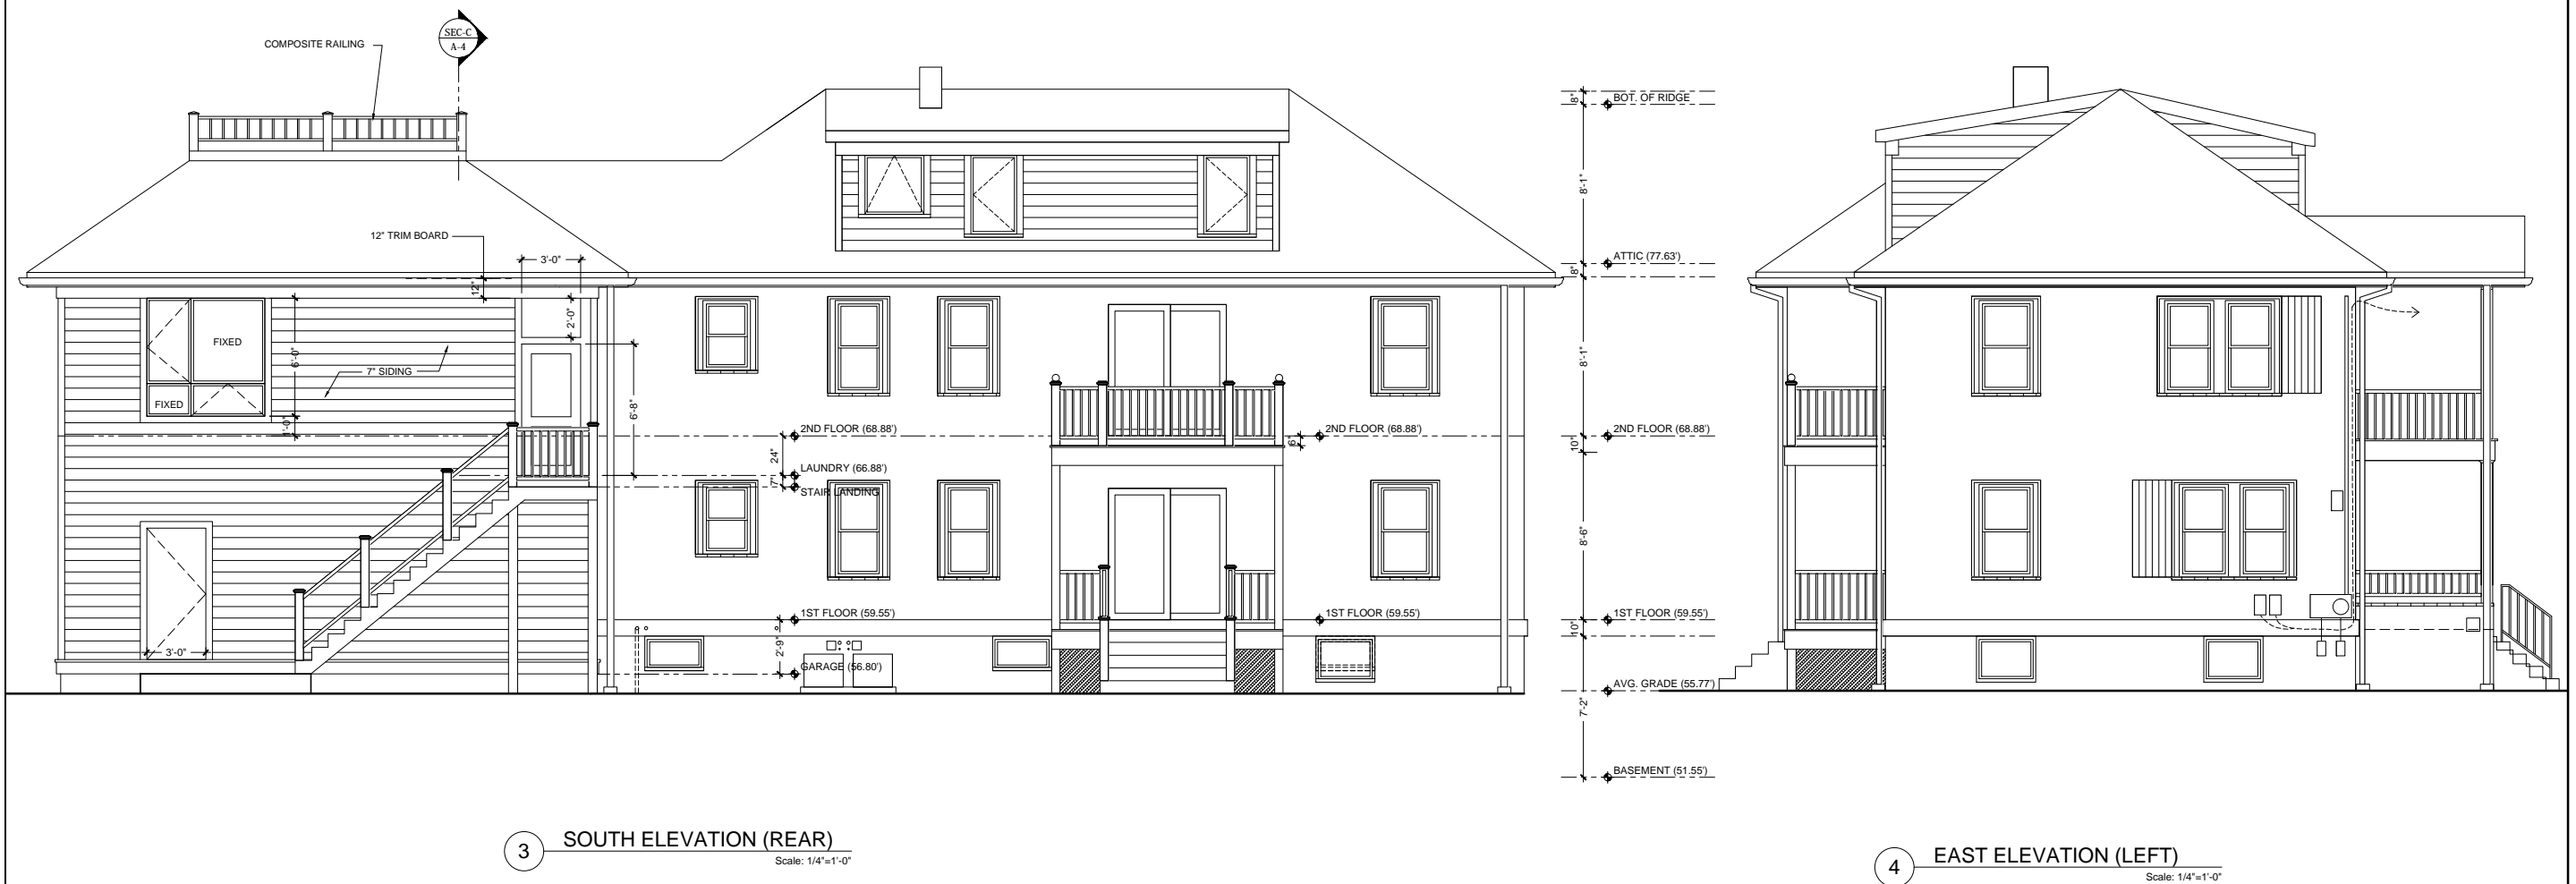 SEC-C
A-4
COMPOSITE RAILING
8"
BOT. OF RIDGE
8'-1"
12" TRIM BOARD
3'-0"
ATTIC (77.63')
8"
12"
2'-0"
FIXED
6'-0"
8'-1"
7" SIDING
FIXED
6'-8"
1'-0"
2ND FLOOR (68.88')
6"
2ND FLOOR (68.88')
2ND FLOOR (68.88')
10"
24"
LAUNDRY (66.88')
7"
STAIR LANDING
8'-6"
1ST FLOOR (59.55')
1ST FLOOR (59.55')
1ST FLOOR (59.55')
10"
3'-0"
2'-9"
GARAGE (56.80')
AVG. GRADE (55.77')
7'-2"
BASEMENT (51.55')
3
SOUTH ELEVATION (REAR)
Scale: 1/4"=1'-0"
4
EAST ELEVATION (LEFT)
Scale: 1/4"=1'-0"